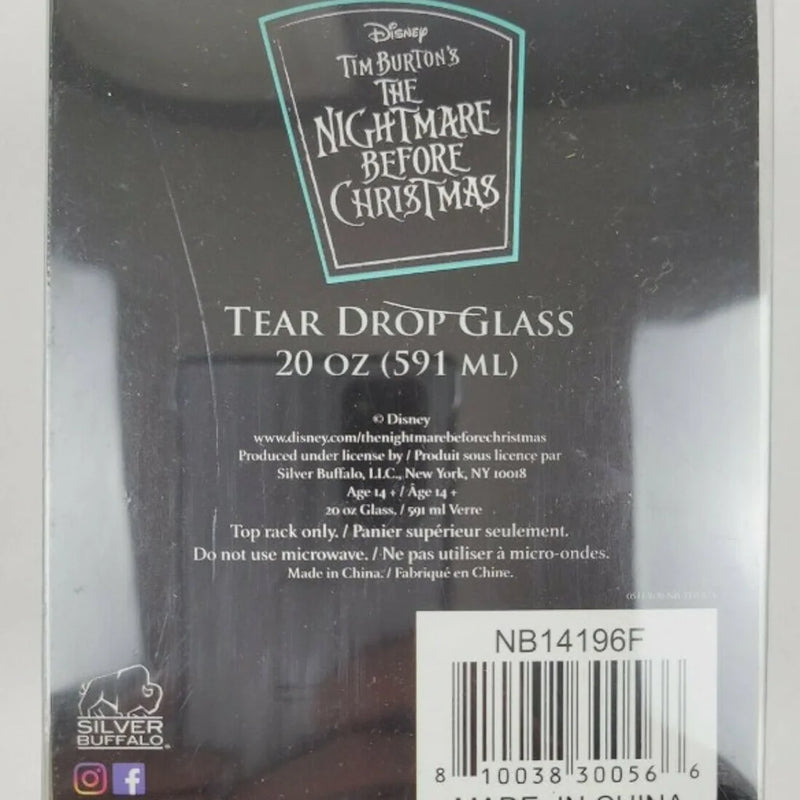 Disney
Tim Burton's
The
Nightmare
Before
Christmas
Tear Drop Glass
20 oz (591 ml)
© Disney
www.disney.com/thenightmarebeforechristmas
Produced under license by / Produit sous licence par
Silver Buffalo, LLC., New York, NY 10018
Age 14 + / Âge 14 +
20 oz Glass. / 591 ml Verre
Top rack only. / Panier supérieur seulement.
Do not use microwave. / Ne pas utiliser à micro-ondes.
Made in China. / Fabriqué en Chine.
NB14196F
SILVER
BUFFALO®
8 10038 30056 6
MADE IN CHINA